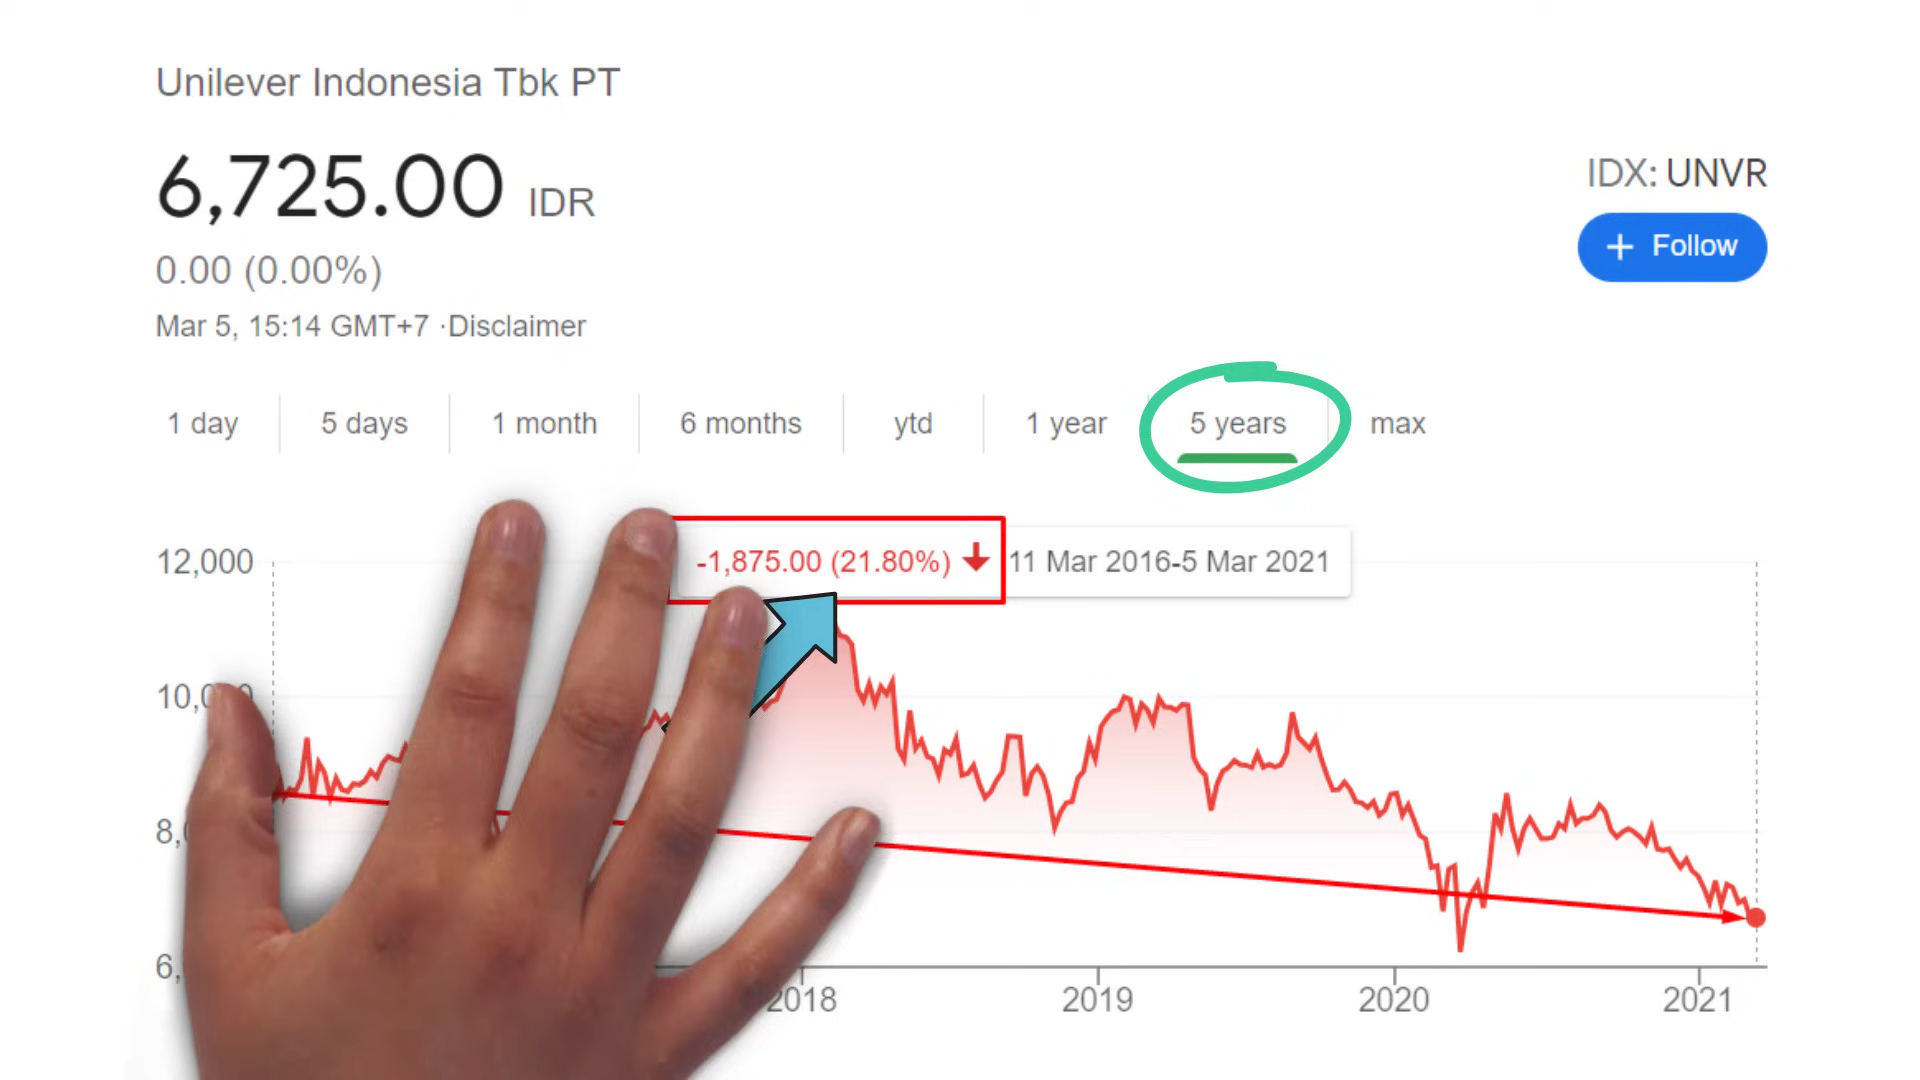 Unilever Indonesia Tbk PT
6,725.00 IDR
IDX: UNVR
+ Follow
0.00 (0.00%)
Mar 5, 15:14 GMT+7 ·Disclaimer
1 day 5 days 1 month 6 months ytd 1 year 5 years max
-1,875.00 (21.80%) 11 Mar 2016-5 Mar 2021
12,000
2018 2019 2020 2021